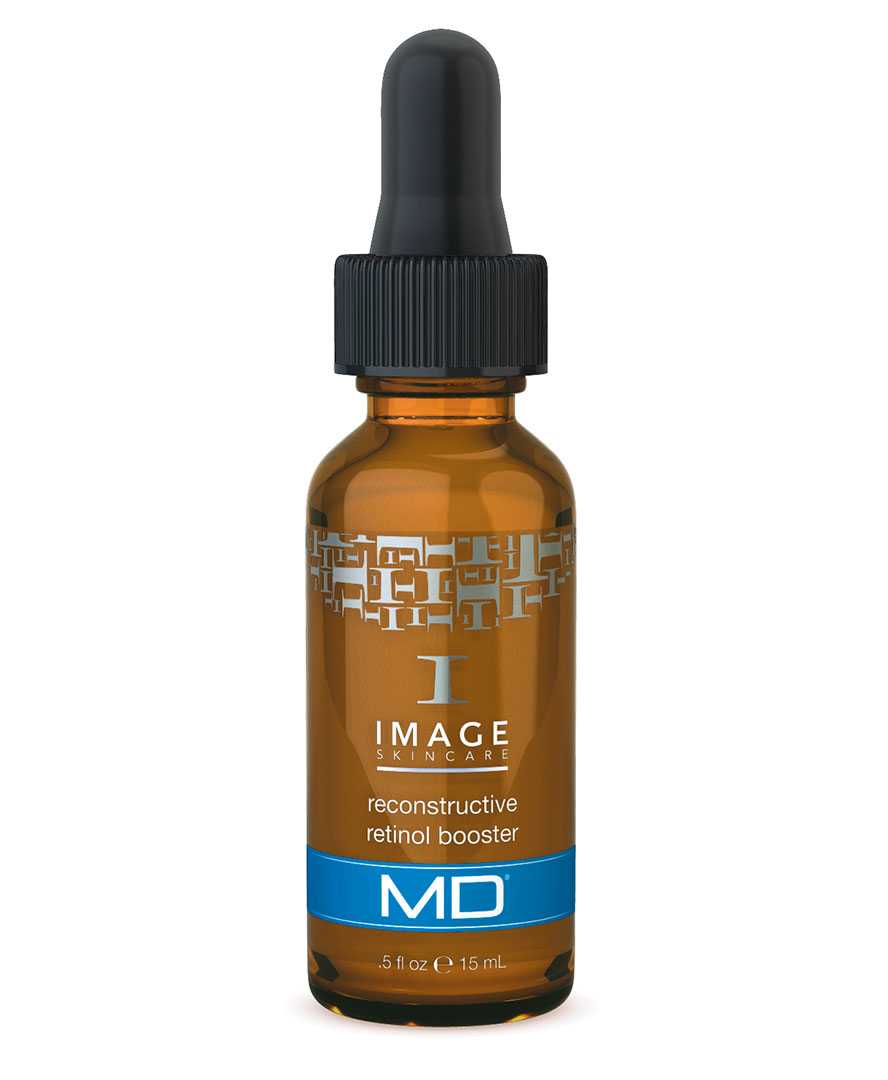 I
IMAGE
SKINCARE
reconstructive
retinol booster
MD®
.5 fl oz ℮ 15 mL